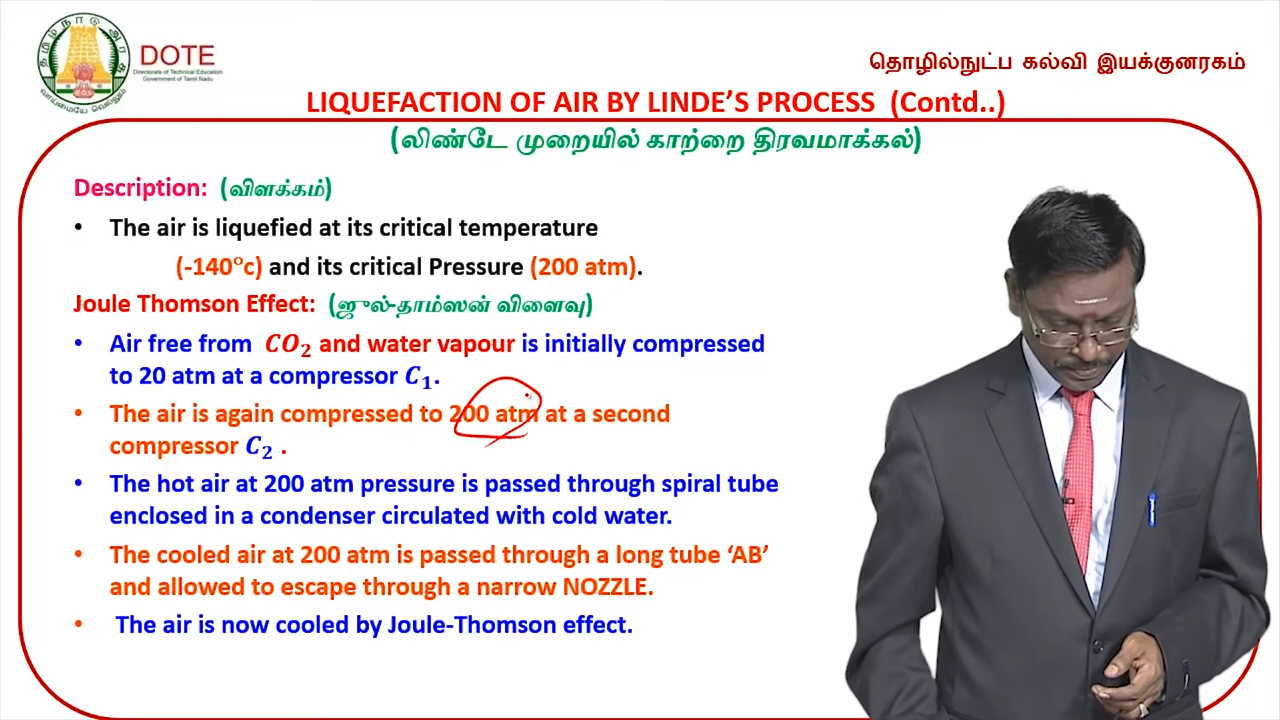 தமிழ்நாடு அரசு
வாய்மையே வெல்லும்
DOTE
Directorate of Technical Education
Government of Tamil Nadu
தொழில்நுட்ப கல்வி இயக்குனரகம்
LIQUEFACTION OF AIR BY LINDE’S PROCESS (Contd..)
(லிண்டே முறையில் காற்றை திரவமாக்கல்)
Description: (விளக்கம்)
• The air is liquefied at its critical temperature
(-140°c) and its critical Pressure (200 atm).
Joule Thomson Effect: (ஜுல்-தாம்ஸன் விளைவு)
• Air free from CO₂ and water vapour is initially compressed
to 20 atm at a compressor C₁.
• The air is again compressed to 200 atm at a second
compressor C₂ .
• The hot air at 200 atm pressure is passed through spiral tube
enclosed in a condenser circulated with cold water.
• The cooled air at 200 atm is passed through a long tube ‘AB’
and allowed to escape through a narrow NOZZLE.
• The air is now cooled by Joule-Thomson effect.